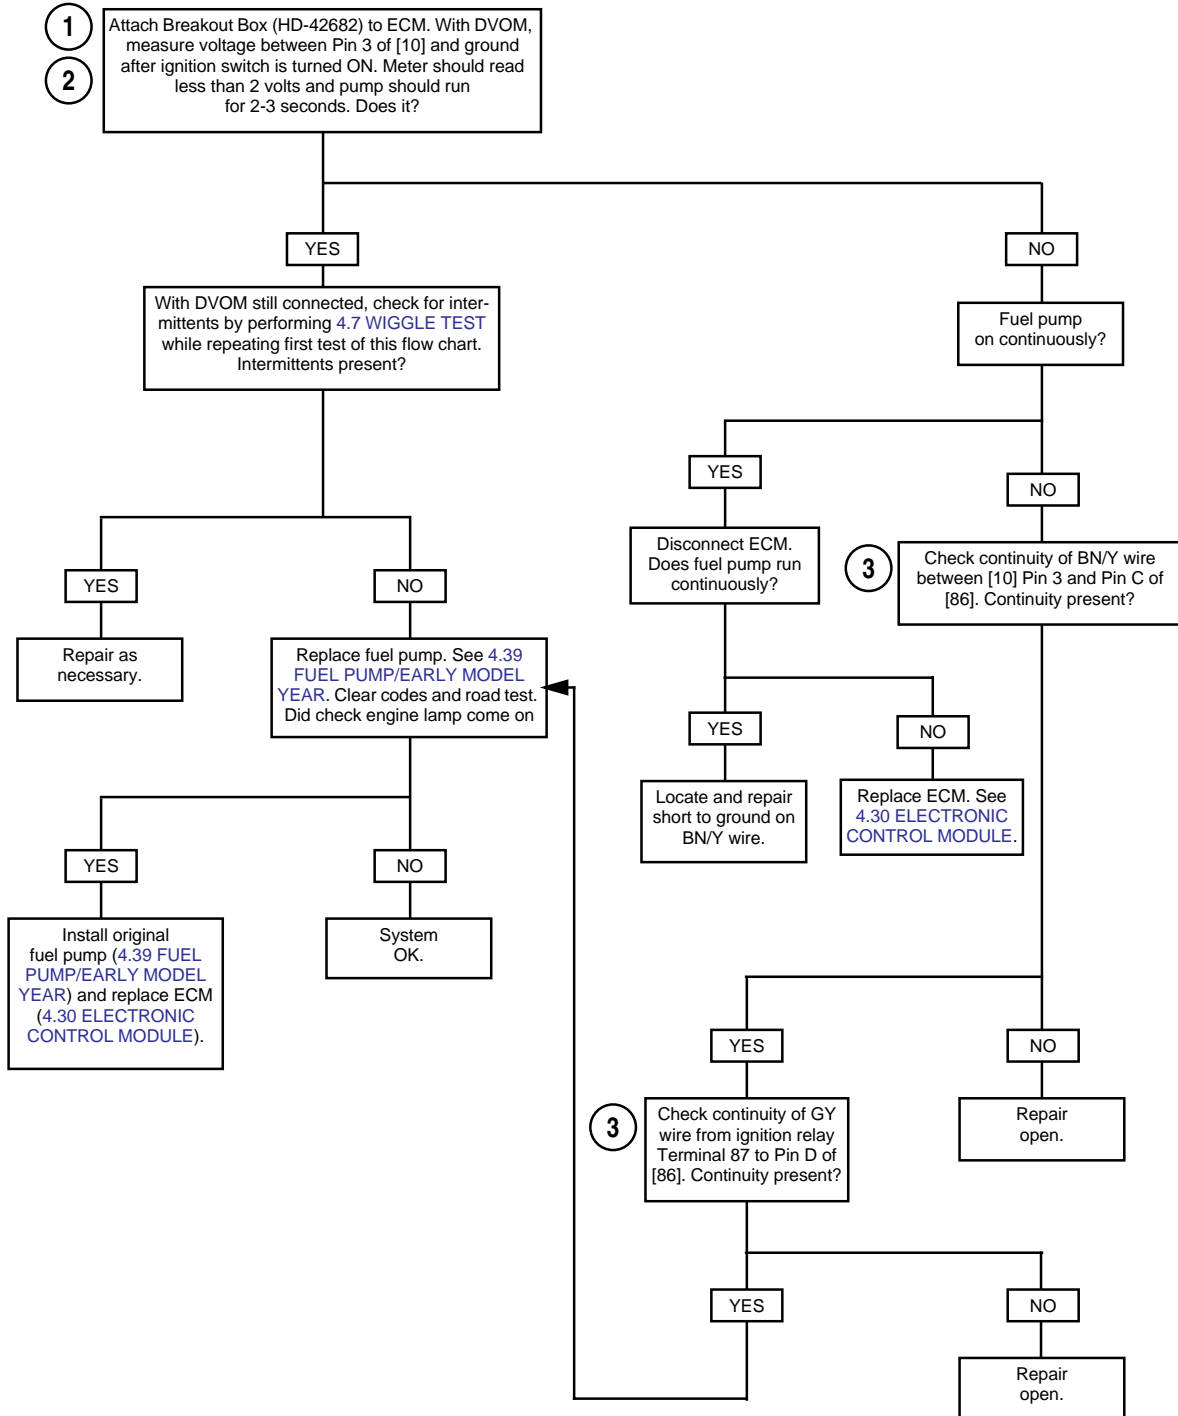 1
2
Attach Breakout Box (HD-42682) to ECM. With DVOM,
measure voltage between Pin 3 of [10] and ground
after ignition switch is turned ON. Meter should read
less than 2 volts and pump should run
for 2-3 seconds. Does it?
YES
NO
With DVOM still connected, check for inter-
mittents by performing 4.7 WIGGLE TEST
while repeating first test of this flow chart.
Intermittents present?
Fuel pump
on continuously?
YES
NO
Disconnect ECM.
Does fuel pump run
continuously?
3
Check continuity of BN/Y wire
between [10] Pin 3 and Pin C of
[86]. Continuity present?
YES
NO
Repair as
necessary.
Replace fuel pump. See 4.39
FUEL PUMP/EARLY MODEL
YEAR. Clear codes and road test.
Did check engine lamp come on
YES
NO
Locate and repair
short to ground on
BN/Y wire.
Replace ECM. See
4.30 ELECTRONIC
CONTROL MODULE.
YES
NO
Install original
fuel pump (4.39 FUEL
PUMP/EARLY MODEL
YEAR) and replace ECM
(4.30 ELECTRONIC
CONTROL MODULE).
System
OK.
YES
NO
3
Check continuity of GY
wire from ignition relay
Terminal 87 to Pin D of
[86]. Continuity present?
Repair
open.
YES
NO
Repair
open.